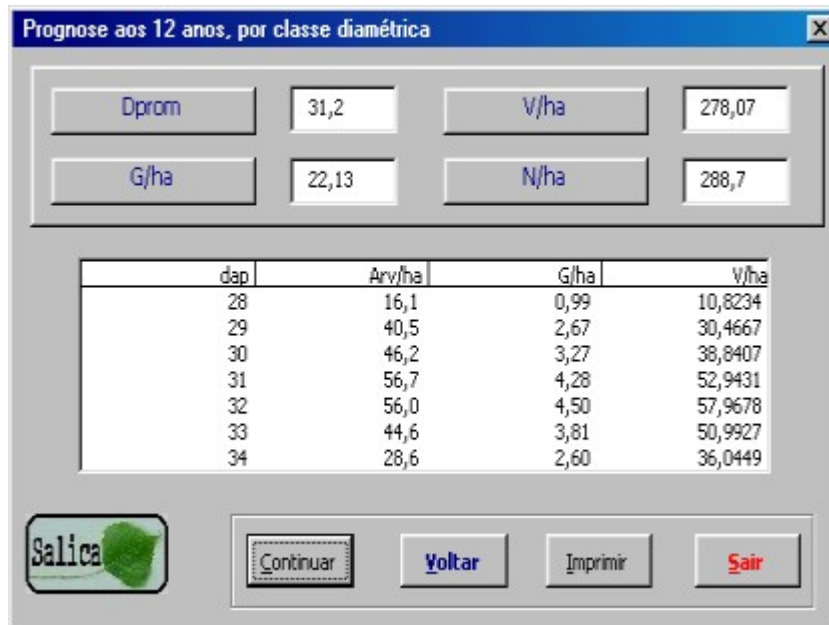 Prognose aos 12 anos, por classe diamétrica
Dprom 31,2 V/ha 278,07
G/ha 22,13 N/ha 288,7
dap Arv/ha G/ha V/ha
28 16,1 0,99 10,8234
29 40,5 2,67 30,4667
30 46,2 3,27 38,8407
31 56,7 4,28 52,9431
32 56,0 4,50 57,9678
33 44,6 3,81 50,9927
34 28,6 2,60 36,0449
Salica
Continuar Voltar Imprimir Sair